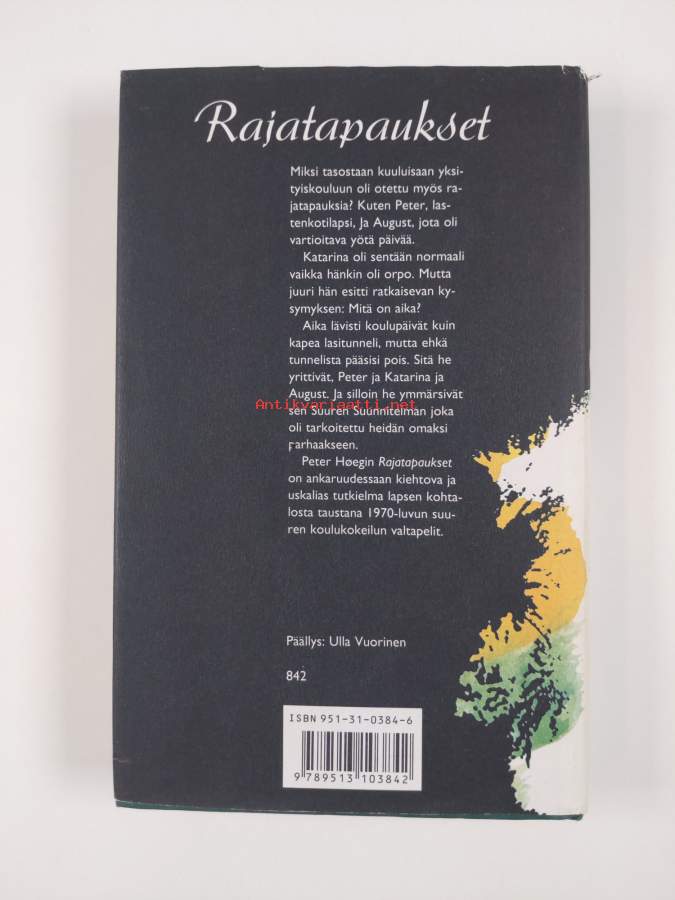 Rajatapaukset
Miksi tasostaan kuuluisaan yksi-
tyiskouluun oli otettu myös ra-
jatapauksia? Kuten Peter, las-
tenkotilapsi, Ja August, jota oli
vartioitava yötä päivää.
Katarina oli sentään normaali
vaikka hänkin oli orpo. Mutta
juuri hän esitti ratkaisevan ky-
symyksen: Mitä on aika?
Aika lävisti koulupäivät kuin
kapea lasitunneli, mutta ehkä
tunnelista pääsisi pois. Sitä he
yrittivät, Peter ja Katarina ja
August. Ja silloin he ymmärsivät
Antikvariaatti.net
sen Suuren Suunnitelman joka
oli tarkoitettu heidän omaksi
parhaakseen.
Peter Høegin Rajatapaukset
on ankaruudessaan kiehtova ja
uskalias tutkielma lapsen kohta-
losta taustana 1970-luvun suu-
ren koulukokeilun valtapelit.
Päällys: Ulla Vuorinen
842
ISBN 951-31-0384-6
9 789513 103842